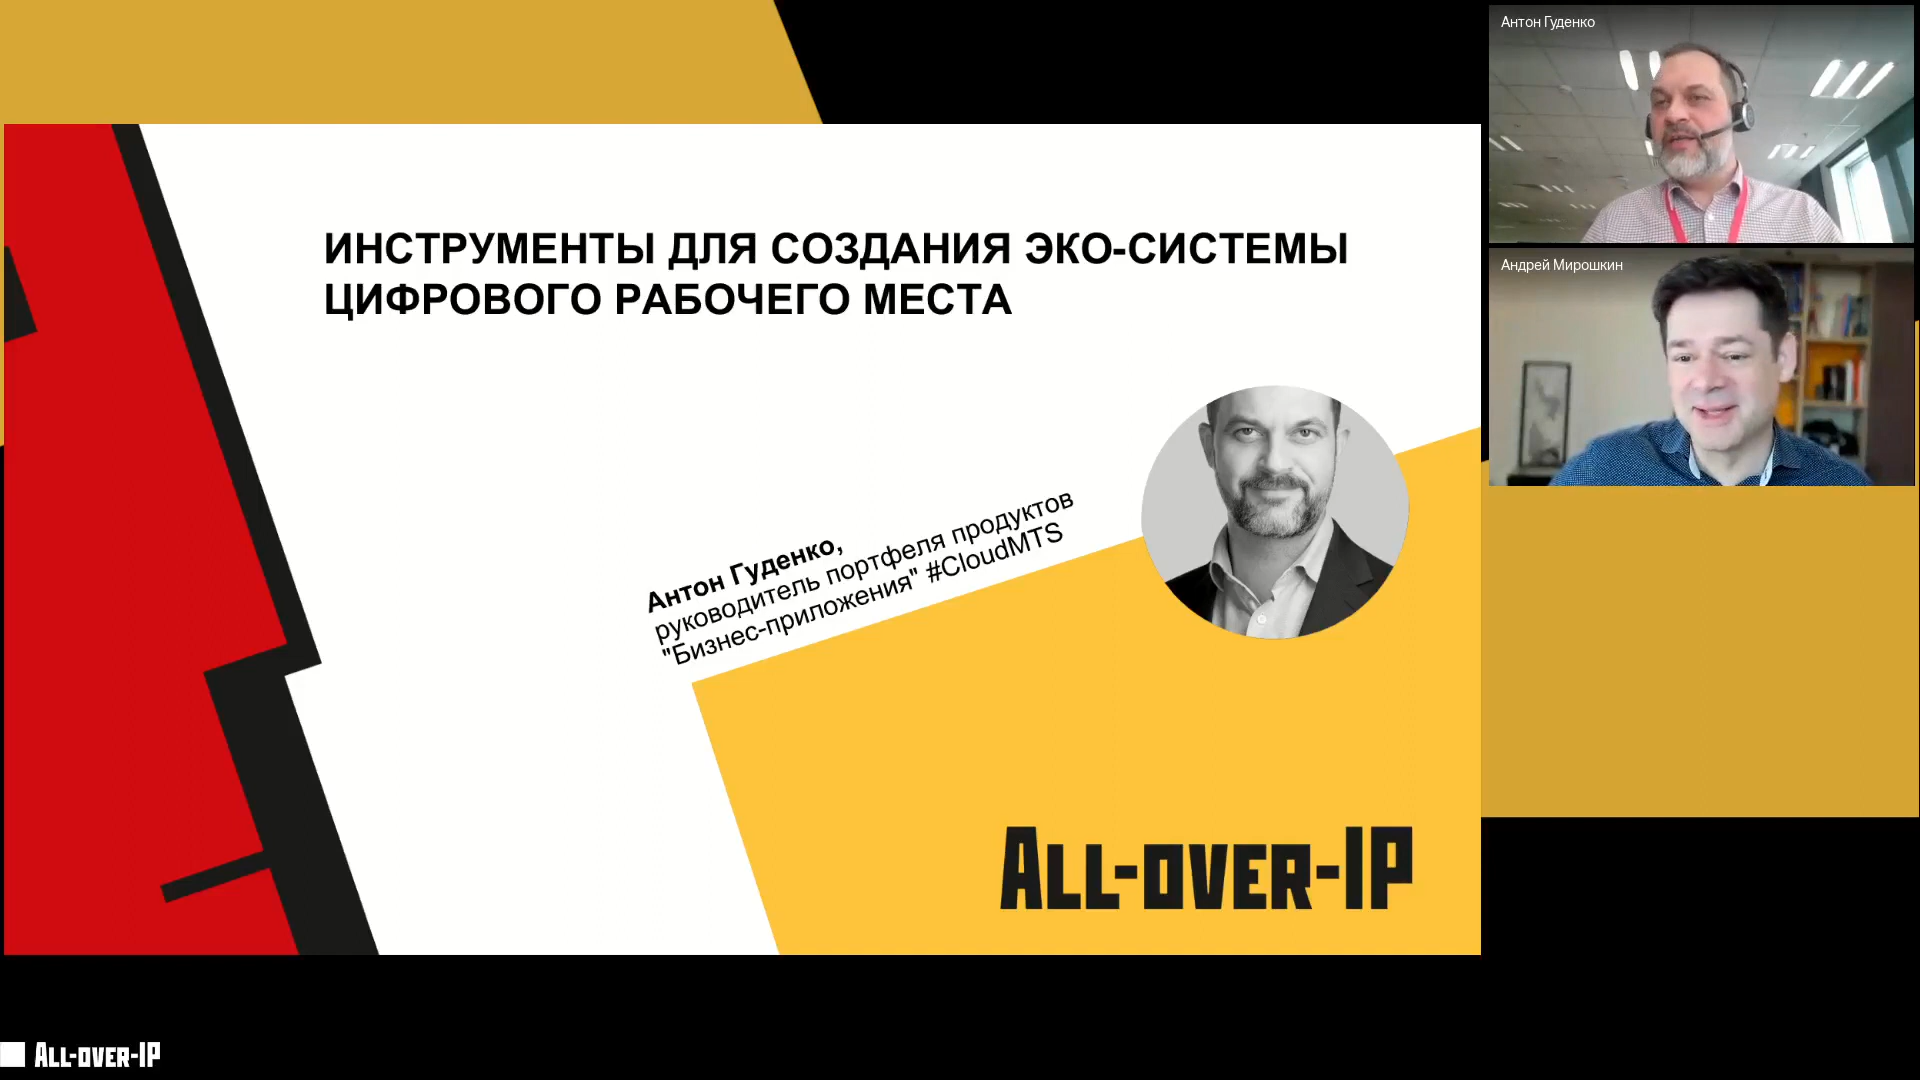 ИНСТРУМЕНТЫ ДЛЯ СОЗДАНИЯ ЭКО-СИСТЕМЫ
ЦИФРОВОГО РАБОЧЕГО МЕСТА
Антон Гуденко,
руководитель портфеля продуктов
"Бизнес-приложения" #CloudMTS
ALL-OVER-IP
Антон Гуденко
Андрей Мирошкин
ALL-OVER-IP